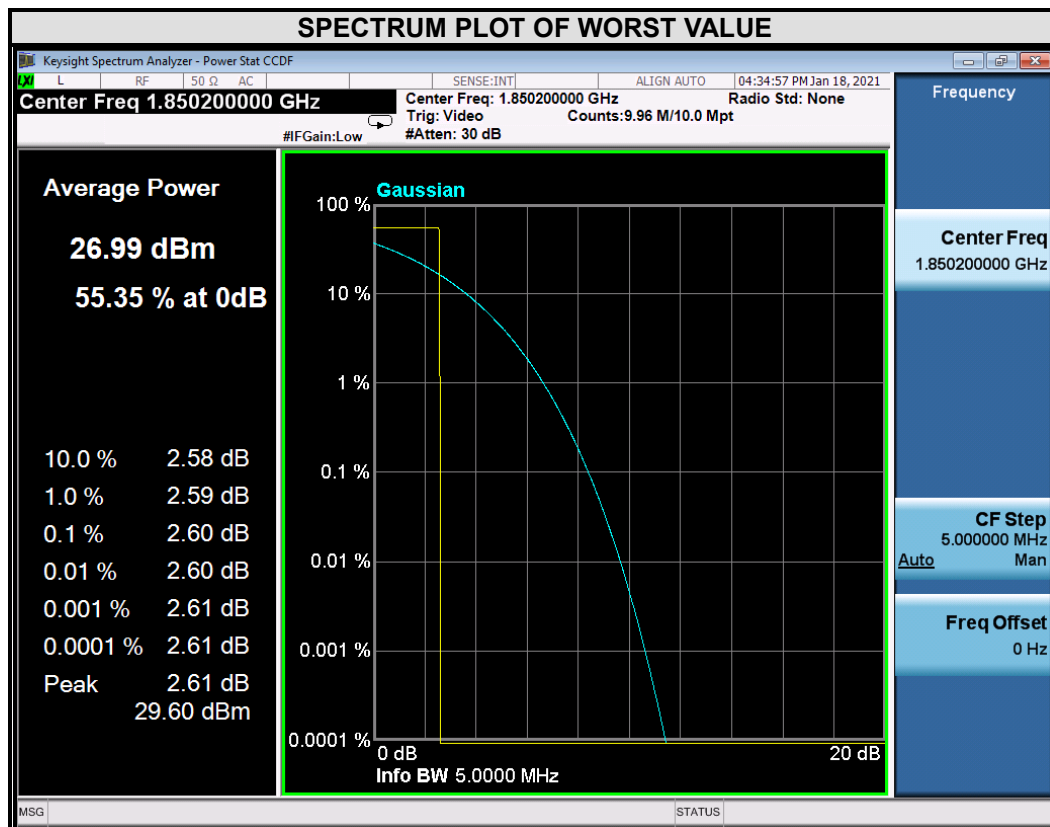 SPECTRUM PLOT OF WORST VALUE
Keysight Spectrum Analyzer - Power Stat CCDF
LXI L RF 50 Ω AC SENSE:INT ALIGN AUTO 04:34:57 PM Jan 18, 2021
Center Freq 1.850200000 GHz
Center Freq: 1.850200000 GHz Radio Std: None
Trig: Video Counts:9.96 M/10.0 Mpt
#IFGain:Low #Atten: 30 dB
Average Power
26.99 dBm
55.35 % at 0dB
10.0 % 2.58 dB
1.0 % 2.59 dB
0.1 % 2.60 dB
0.01 % 2.60 dB
0.001 % 2.61 dB
0.0001 % 2.61 dB
Peak 2.61 dB
29.60 dBm
Gaussian
100 %
10 %
1 %
0.1 %
0.01 %
0.001 %
0.0001 %
0 dB 20 dB
Info BW 5.0000 MHz
Frequency
Center Freq
1.850200000 GHz
CF Step
5.000000 MHz
Auto Man
Freq Offset
0 Hz
MSG STATUS